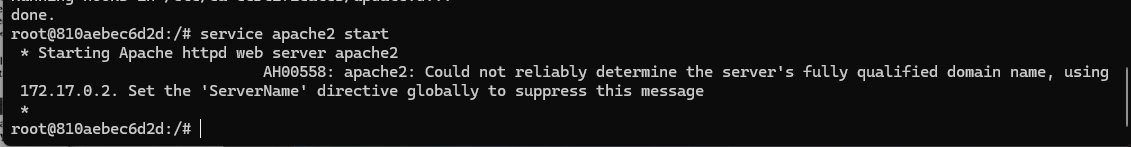 done.
root@810aebec6d2d:/# service apache2 start
 * Starting Apache httpd web server apache2
                           AH00558: apache2: Could not reliably determine the server's fully qualified domain name, using
 172.17.0.2. Set the 'ServerName' directive globally to suppress this message
 *
root@810aebec6d2d:/#